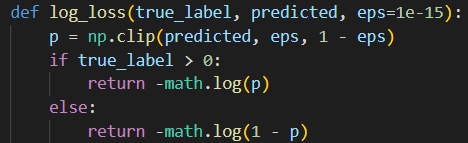 def log_loss(true_label, predicted, eps=1e-15):
    p = np.clip(predicted, eps, 1 - eps)
    if true_label > 0:
        return -math.log(p)
    else:
        return -math.log(1 - p)